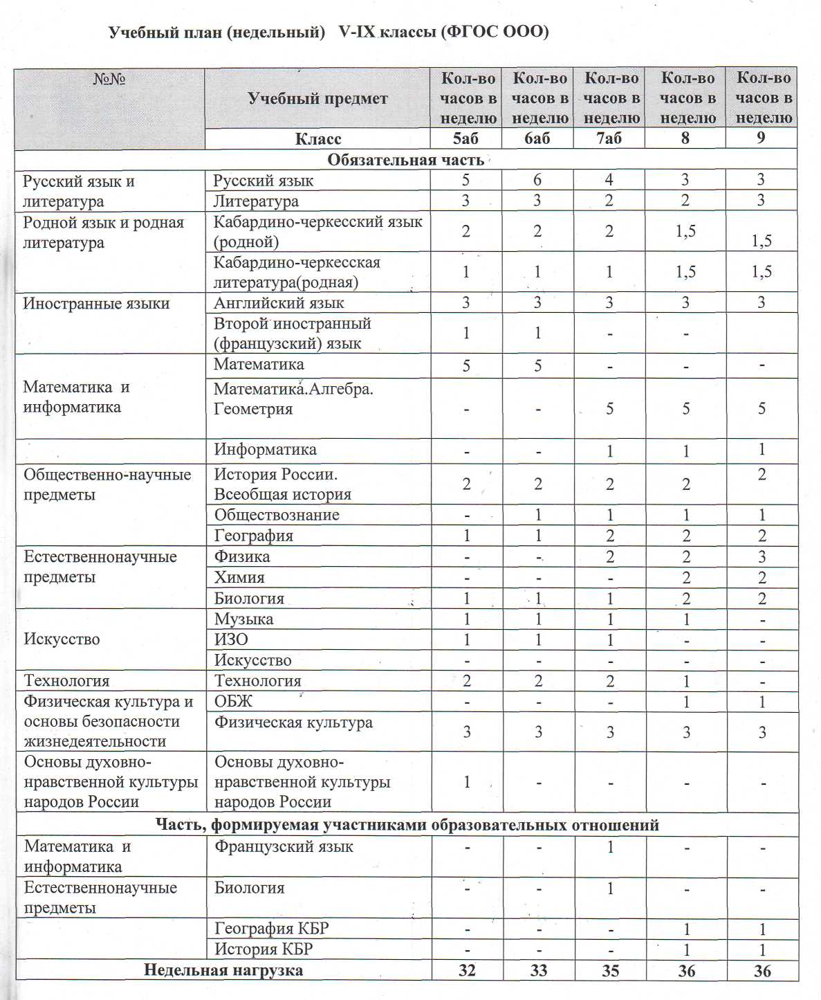 Учебный план (недельный) V-IX классы (ФГОС ООО)
№№ Учебный предмет Кол-во часов в неделю Кол-во часов в неделю Кол-во часов в неделю Кол-во часов в неделю Кол-во часов в неделю
Класс 5аб 6аб 7аб 8 9
Обязательная часть
Русский язык и Русский язык 5 6 4 3 3
литература Литература 3 3 2 2 3
Родной язык и родная Кабардино-черкесский язык
литература (родной) 2 2 2 1,5 1,5
Кабардино-черкесская
литература(родная) 1 1 1 1,5 1,5
Иностранные языки Английский язык 3 3 3 3 3
Второй иностранный
(французский) язык 1 1 - -
Математика 5 5 - - -
Математика и Математика.Алгебра.
информатика Геометрия - - 5 5 5
Информатика - - 1 1 1
Общественно-научные История России.
предметы Всеобщая история 2 2 2 2 2
Обществознание - 1 1 1 1
География 1 1 2 2 2
Естественнонаучные Физика - - 2 2 3
предметы Химия - - - 2 2
Биология 1 1 1 2 2
Музыка 1 1 1 1 -
Искусство ИЗО 1 1 1 - -
Искусство - - - - -
Технология Технология 2 2 2 1 -
Физическая культура и ОБЖ - - - 1 1
основы безопасности Физическая культура 3 3 3 3 3
жизнедеятельности
Основы духовно- Основы духовно-
нравственной культуры нравственной культуры 1 - - - -
народов России народов России
Часть, формируемая участниками образовательных отношений
Математика и Французский язык - - 1 - -
информатика
Естественнонаучные Биология - - 1 - -
предметы
География КБР - - - 1 1
История КБР - - - 1 1
Недельная нагрузка 32 33 35 36 36